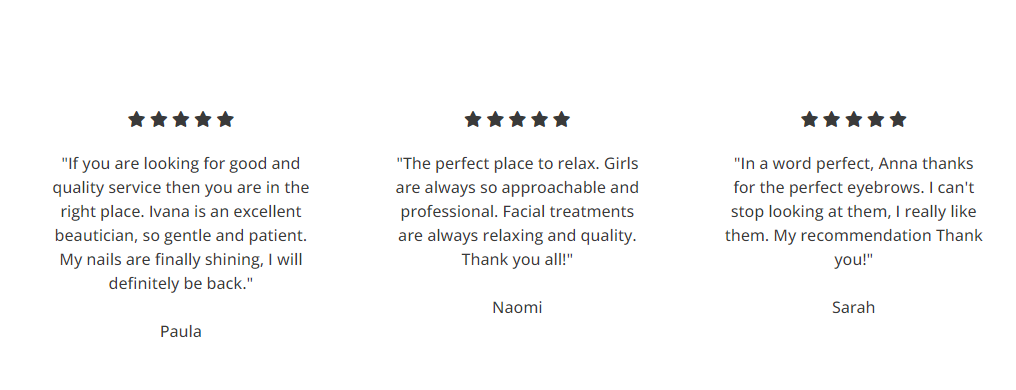 "If you are looking for good and
quality service then you are in the
right place. Ivana is an excellent
beautician, so gentle and patient.
My nails are finally shining, I will
definitely be back."
Paula
"The perfect place to relax. Girls
are always so approachable and
professional. Facial treatments
are always relaxing and quality.
Thank you all!"
Naomi
"In a word perfect, Anna thanks
for the perfect eyebrows. I can't
stop looking at them, I really like
them. My recommendation Thank
you!"
Sarah